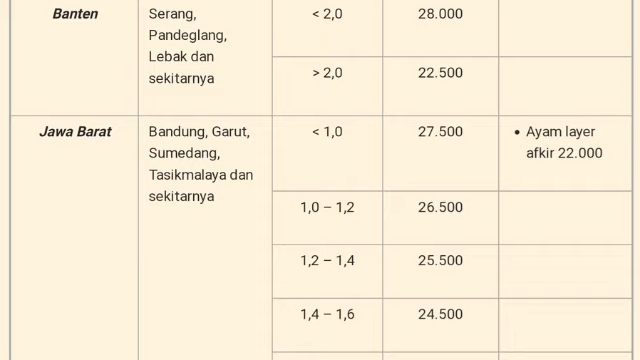 Banten
Serang,
Pandeglang,
Lebak dan
sekitarnya
< 2,0
28.000
> 2,0
22.500
Jawa Barat
Bandung, Garut,
Sumedang,
Tasikmalaya dan
sekitarnya
< 1,0
27.500
• Ayam layer
afkir 22.000
1,0 – 1,2
26.500
1,2 – 1,4
25.500
1,4 – 1,6
24.500